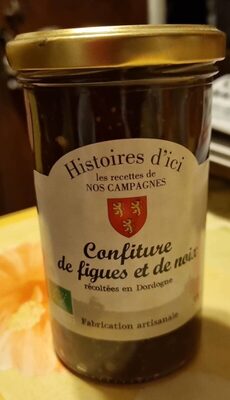 Histoires d'ici
les recettes de
NOS CAMPAGNES
Confiture
de figues et de noix
récoltées en Dordogne
Fabrication artisanale